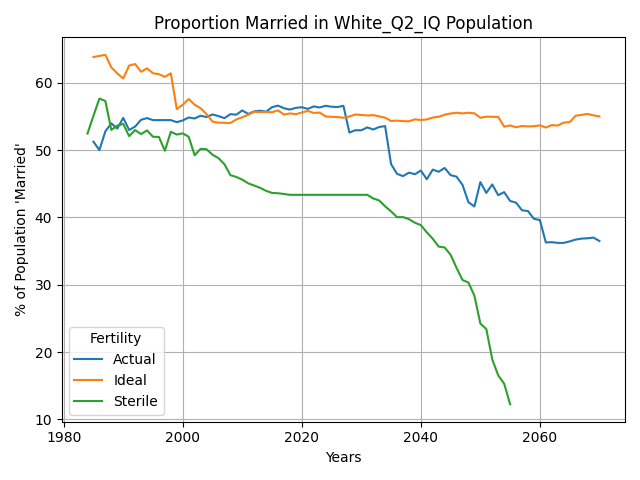 Proportion Married in White_Q2_IQ Population
% of Population 'Married'
60
50
40
30
20
10
Fertility
Actual
Ideal
Sterile
1980
2000
2020
2040
2060
Years